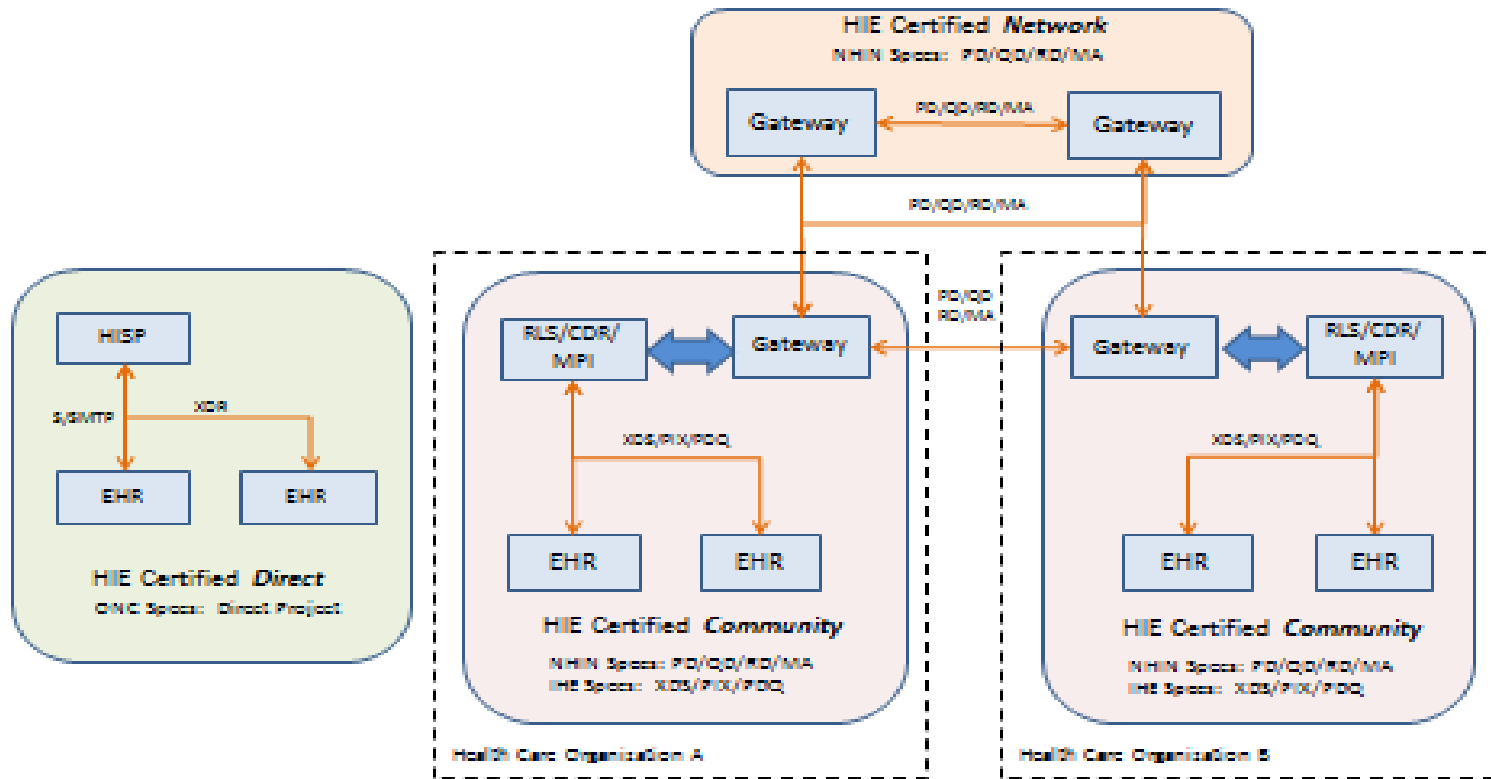 HIE Certified Network
NHIN Specs: PD/QD/RD/MA
Gateway
PD/QD/RD/MA
Gateway
PD/QD/RD/MA
HISP
S/SMTP
XDR
EHR
EHR
HIE Certified Direct
ONC Specs: Direct Project
RLS/CDR/
MPI
Gateway
XDS/PIX/PDQ
EHR
EHR
HIE Certified Community
NHIN Specs: PD/QD/RD/MA
IHE Specs: XDS/PIX/PDQ
Health Care Organization A
PD/QD
RD/MA
Gateway
RLS/CDR/
MPI
XDS/PIX/PDQ
EHR
EHR
HIE Certified Community
NHIN Specs: PD/QD/RD/MA
IHE Specs: XDS/PIX/PDQ
Health Care Organization B